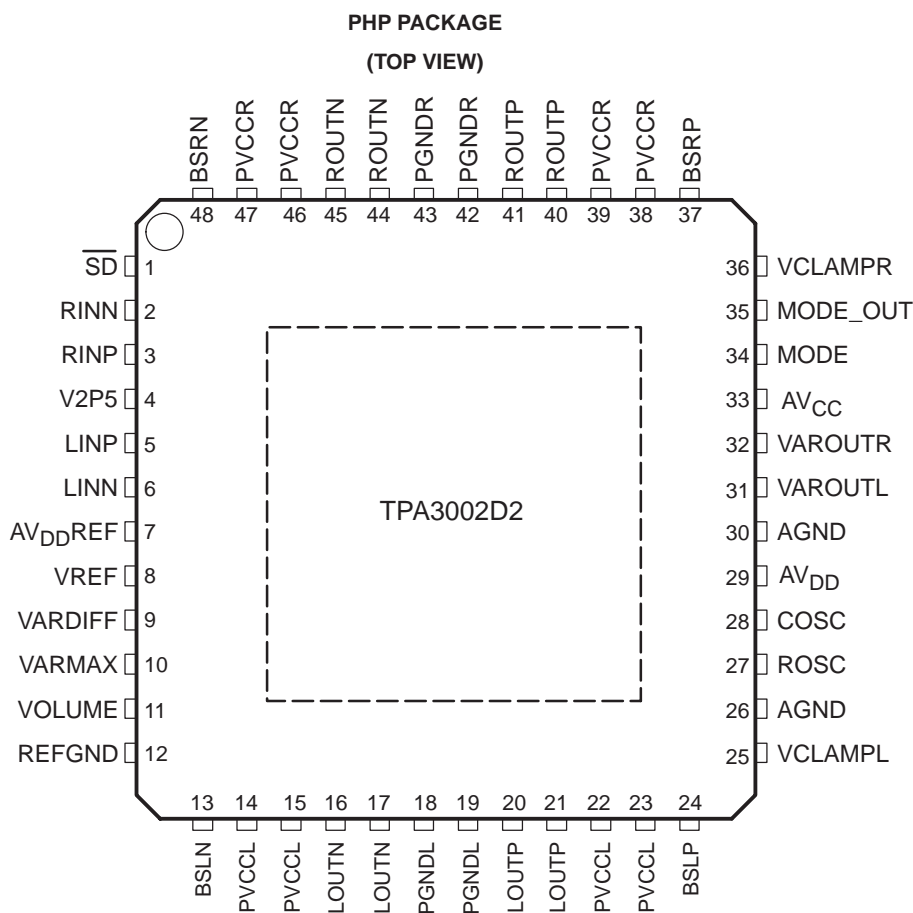 PHP PACKAGE
(TOP VIEW)
BSRN PVCCR PVCCR ROUTN ROUTN PGNDR PGNDR ROUTP ROUTP PVCCR PVCCR BSRP
48 47 46 45 44 43 42 41 40 39 38 37
SD 1 36 VCLAMPR
RINN 2 35 MODE_OUT
RINP 3 34 MODE
V2P5 4 33 AVCC
LINP 5 32 VAROUTR
LINN 6 31 VAROUTL
AVDDREF 7 30 AGND
TPA3002D2
VREF 8 29 AVDD
VARDIFF 9 28 COSC
VARMAX 10 27 ROSC
VOLUME 11 26 AGND
REFGND 12 25 VCLAMPL
13 14 15 16 17 18 19 20 21 22 23 24
BSLN PVCCL PVCCL LOUTN LOUTN PGNDL PGNDL LOUTP LOUTP PVCCL PVCCL BSLP